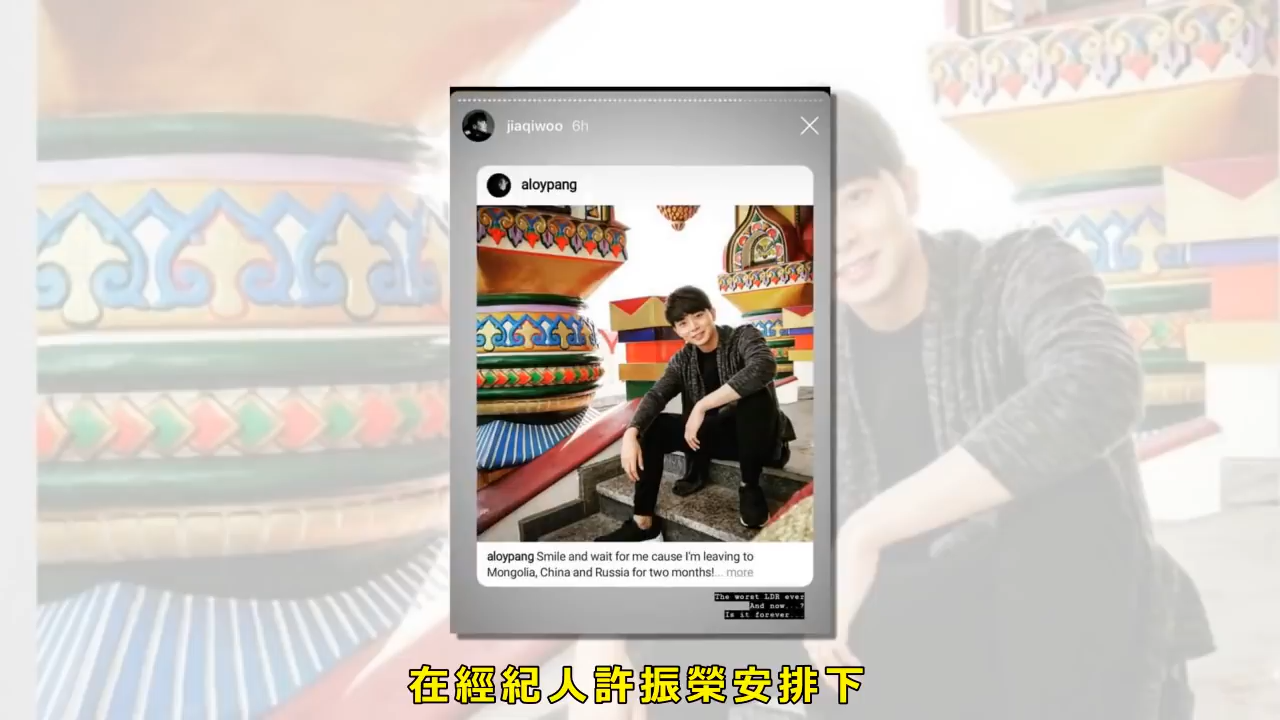 jiaqiwoo 6h
aloypang
aloypang Smile and wait for me cause I'm leaving to
Mongolia, China and Russia for two months!... more
The worst LDR ever
And now...?
Is it forever...
在經紀人許振榮安排下